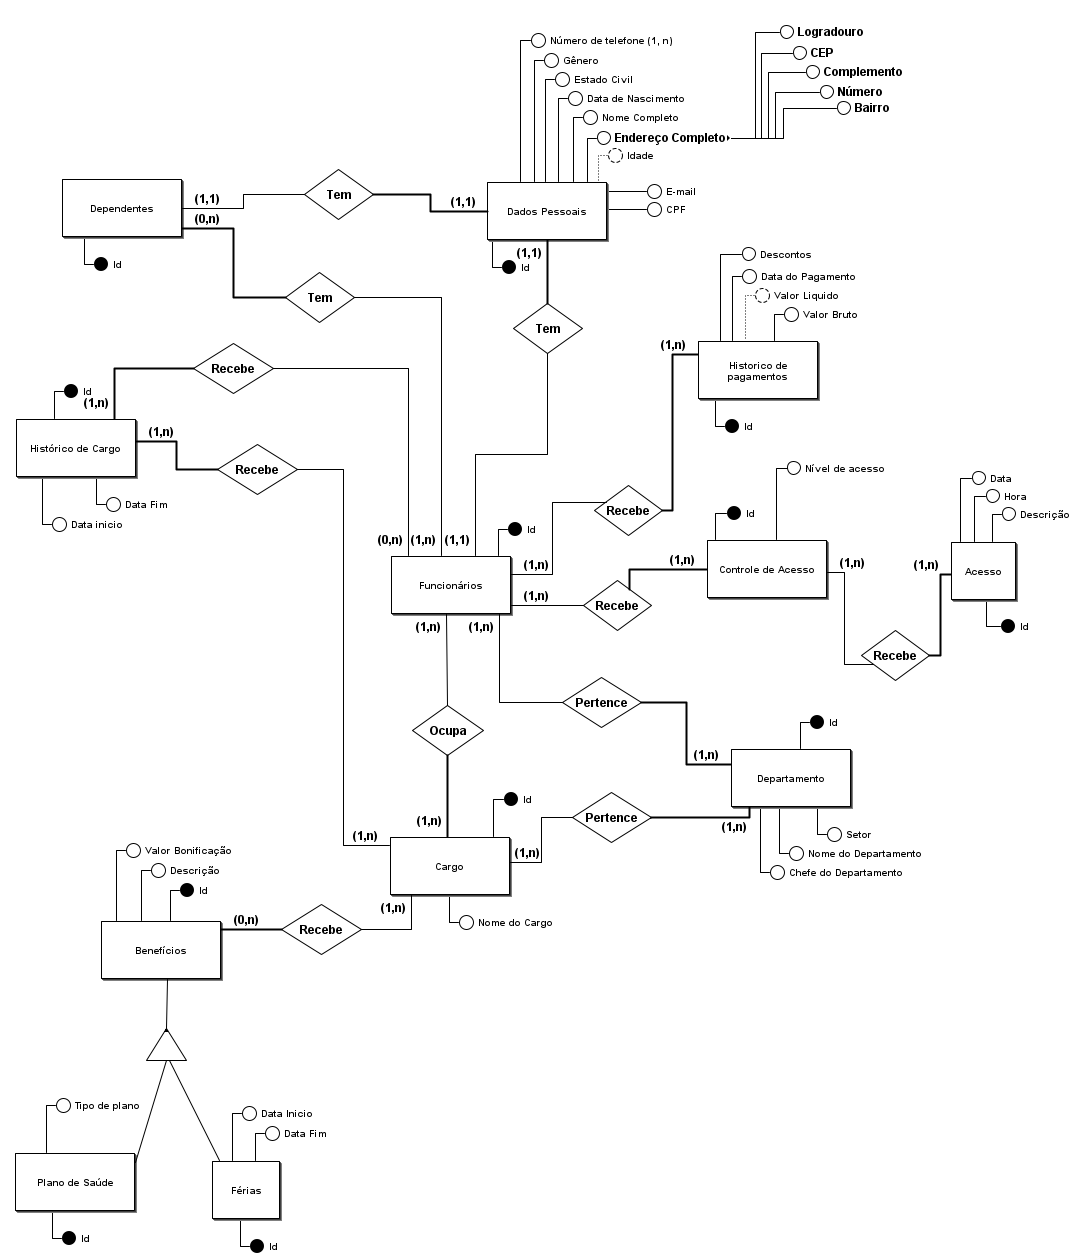 Logradouro
Número de telefone (1, n)
CEP
Gênero
Complemento
Estado Civil
Número
Data de Nascimento
Bairro
Nome Completo
Endereço Completo
Idade
Tem
E-mail
(1,1)
(1,1)
CPF
Dependentes
Dados Pessoais
(0,n)
(1,1)
Id
Id
Descontos
Data do Pagamento
Tem
Valor Liquido
Valor Bruto
Tem
(1,n)
Historico de
pagamentos
Recebe
Id
(1,n)
Id
(1,n)
Histórico de Cargo
Recebe
Nível de acesso
Data
Hora
Data Fim
Recebe
Id
Descrição
Data inicio
Id
(0,n)
(1,n)
(1,1)
(1,n)
(1,n)
(1,n)
(1,n)
Funcionários
Controle de Acesso
Acesso
(1,n)
Recebe
(1,n)
(1,n)
Id
Recebe
Pertence
Id
Ocupa
(1,n)
Departamento
Id
(1,n)
(1,n)
Pertence
(1,n)
Setor
(1,n)
Valor Bonificação
(1,n)
Nome do Departamento
Cargo
Descrição
Chefe do Departamento
Id
(1,n)
(0,n)
Recebe
Nome do Cargo
Benefícios
Tipo de plano
Data Inicio
Data Fim
Plano de Saúde
Férias
Id
Id